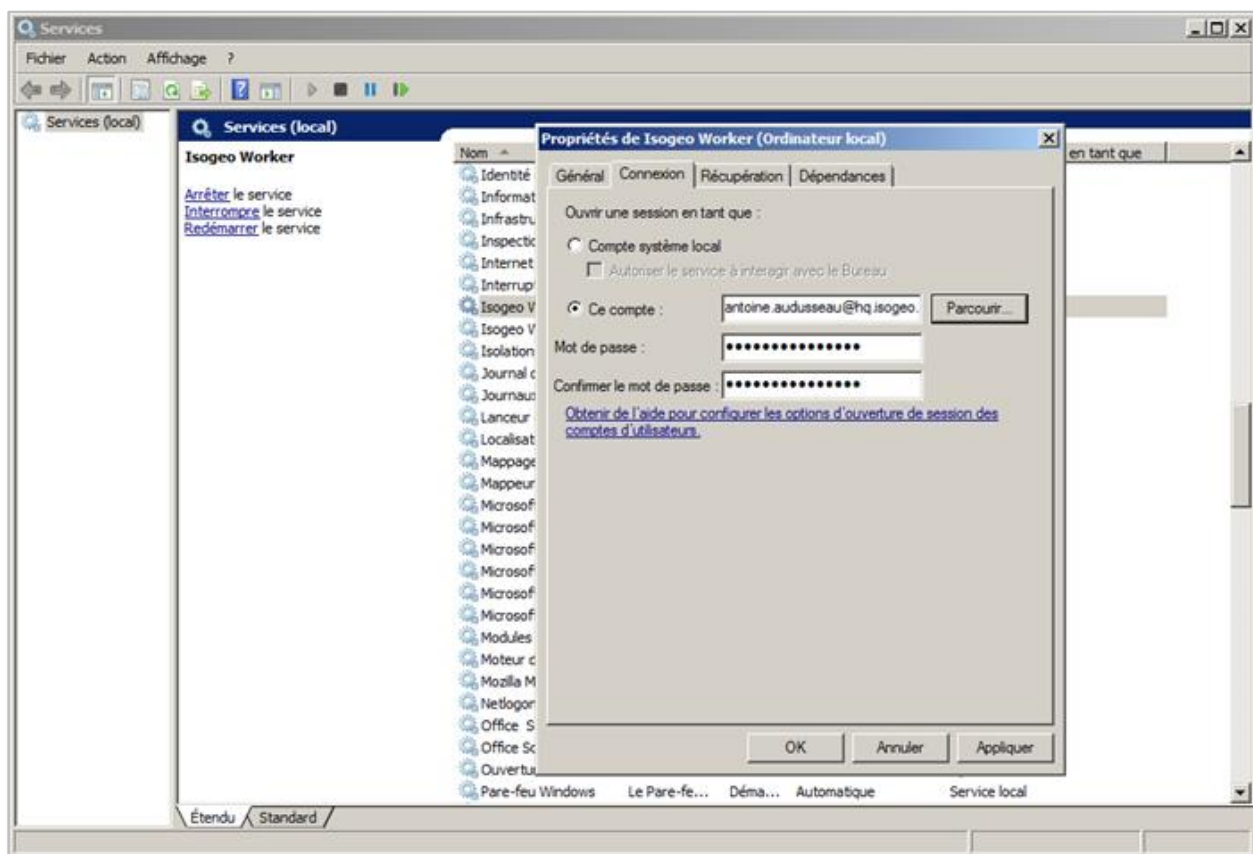 Services
Fichier Action Affichage ?
Services (local)
Services (local)
Isogeo Worker
Arrêter le service
Interrompre le service
Redémarrer le service
Nom
en tant que
Identité
Informat
Infrastru
Inspectio
Internet
Interrup
Isogeo W
Isogeo W
Isolation
Journal d
Journaux
Lanceur
Localisat
Mappage
Mappeur
Microsof
Microsof
Microsof
Microsof
Microsof
Microsof
Modules
Moteur d
Mozilla M
Netlogon
Office S
Office So
Ouvertu
Pare-feu Windows Le Pare-fe... Déma... Automatique Service local
Étendu Standard
Propriétés de Isogeo Worker (Ordinateur local)
Général Connexion Récupération Dépendances
Ouvrir une session en tant que :
Compte système local
Autoriser le service à interagir avec le Bureau
Ce compte : antoine.audusseau@hq.isogeo. Parcourir...
Mot de passe : •••••••••••••••
Confirmer le mot de passe : •••••••••••••••
Obtenir de l'aide pour configurer les options d'ouverture de session des
comptes d'utilisateurs.
OK Annuler Appliquer